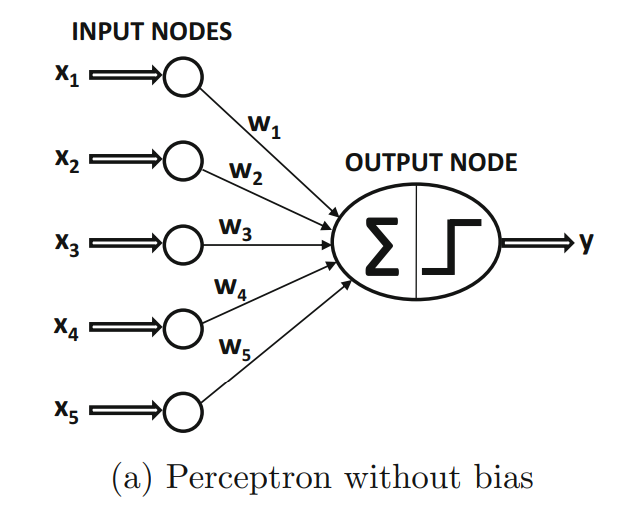 INPUT NODES
x₁
w₁
x₂
w₂
OUTPUT NODE
x₃
w₃
∑
y
w₄
x₄
w₅
x₅
(a) Perceptron without bias